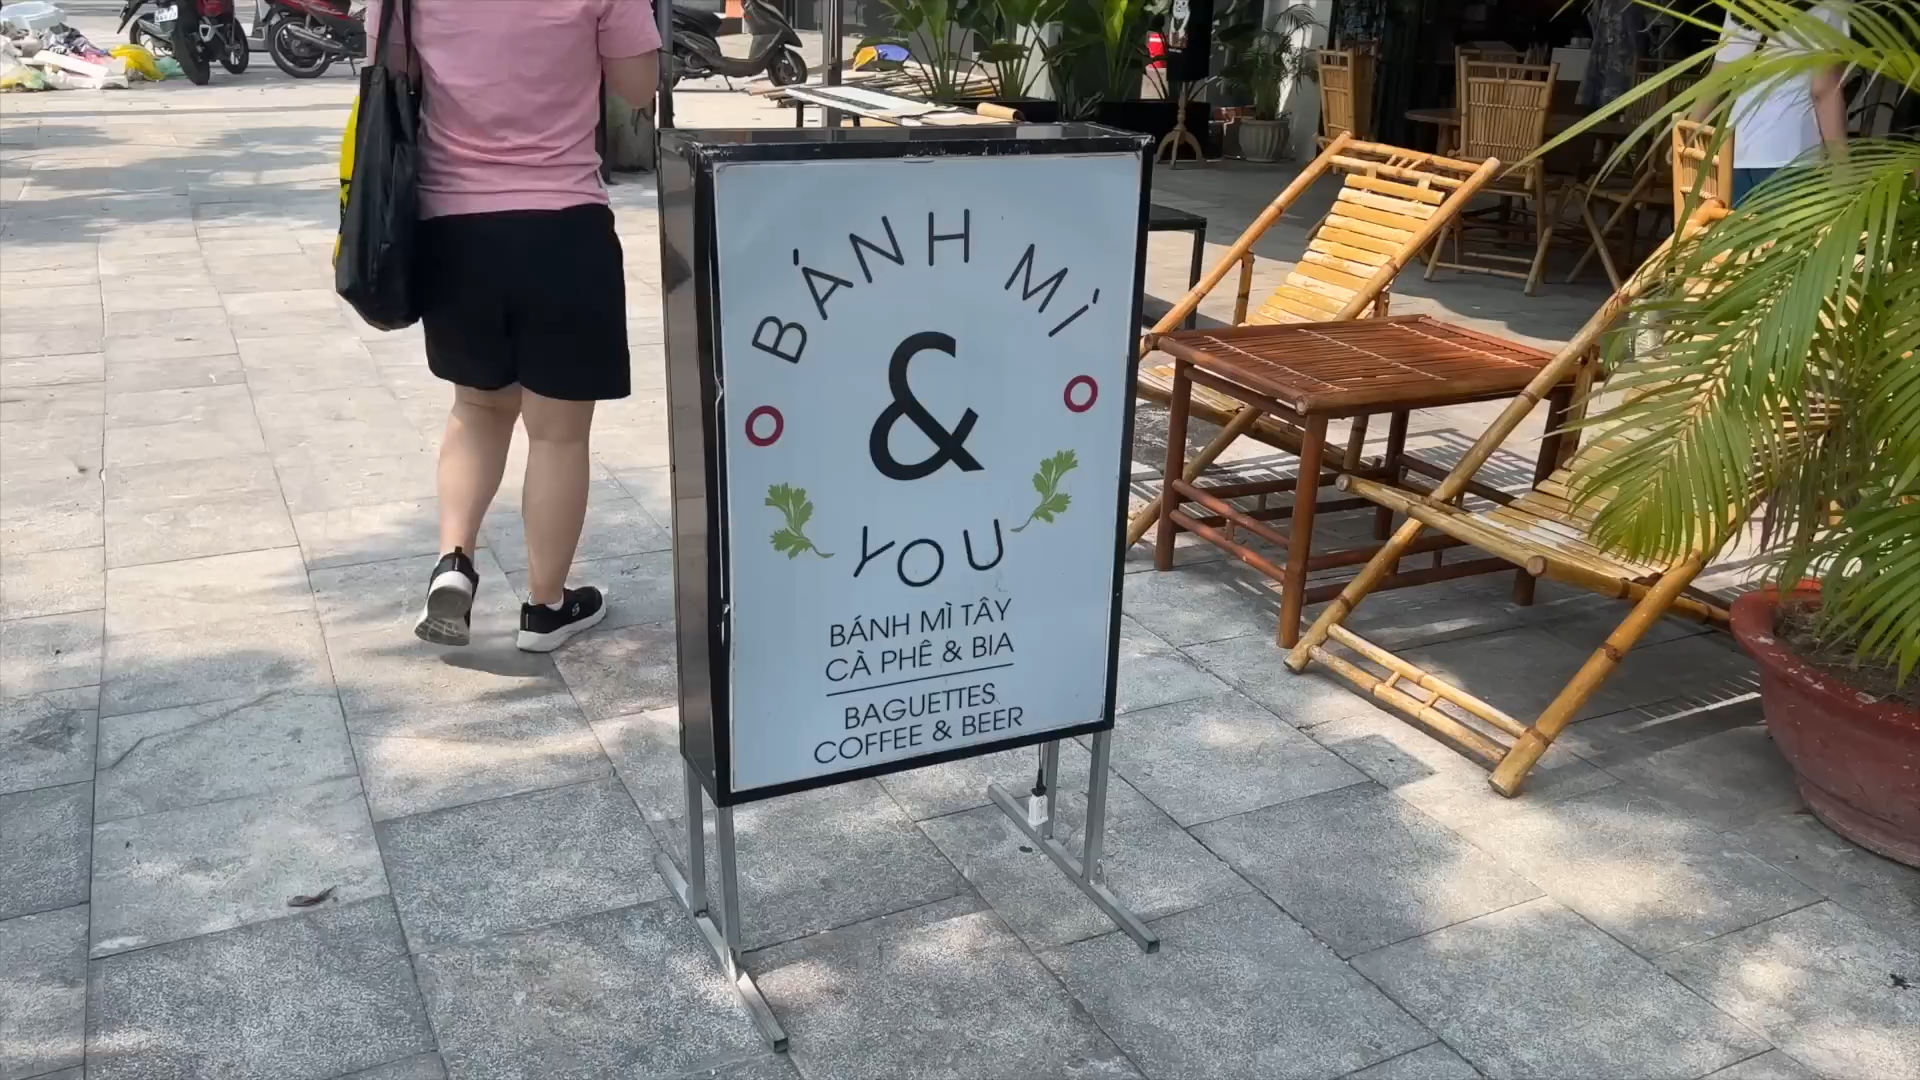 BÁNH MÌ
&
YOU
BÁNH MÌ TÂY
CÀ PHÊ & BIA
BAGUETTES
COFFEE & BEER